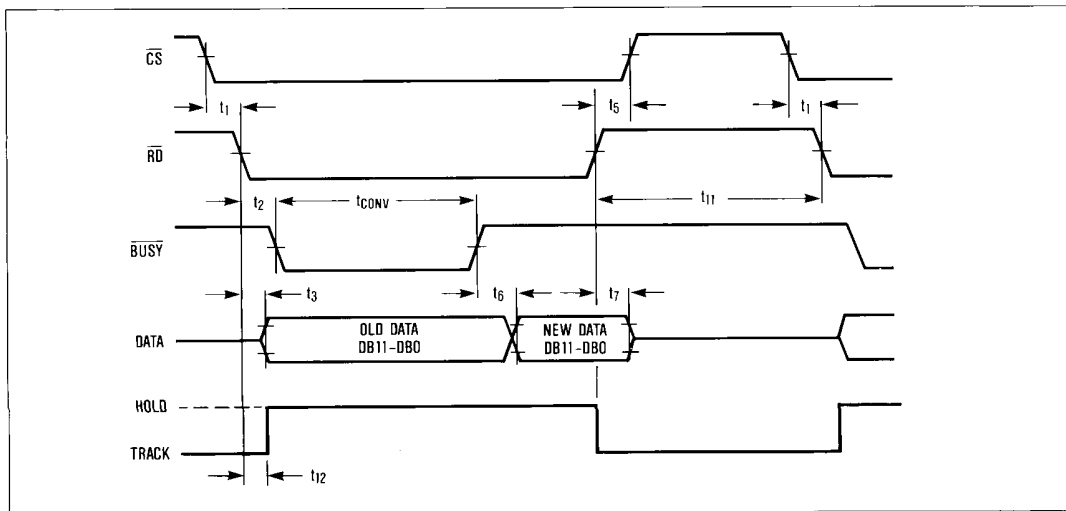 CS
t1
t5
t1
RD
t2
tCONV
t11
BUSY
t3
t6
t7
DATA
OLD DATA
DB11-DB0
NEW DATA
DB11-DB0
HOLD
TRACK
t12